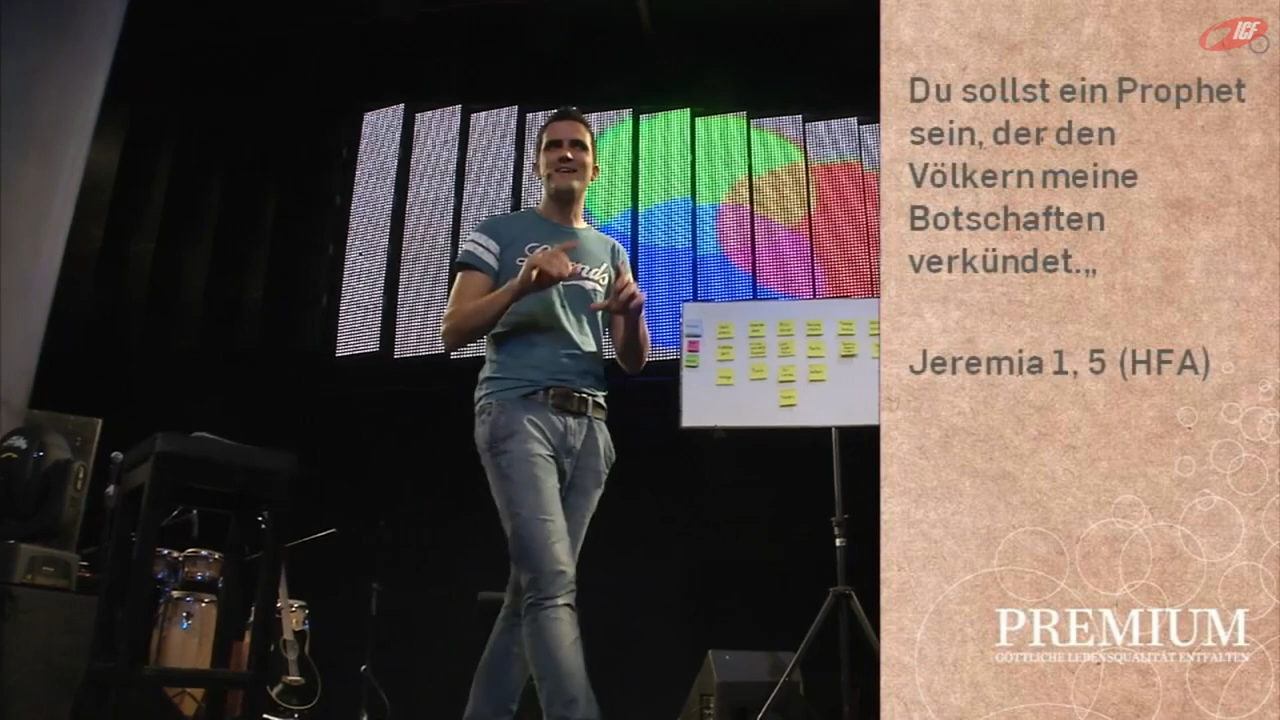 ICF
Du sollst ein Prophet
sein, der den
Völkern meine
Botschaften
verkündet.„
Jeremia 1, 5 (HFA)
PREMIUM
GÖTTLICHE LEBENSQUALITÄT ENTFALTEN